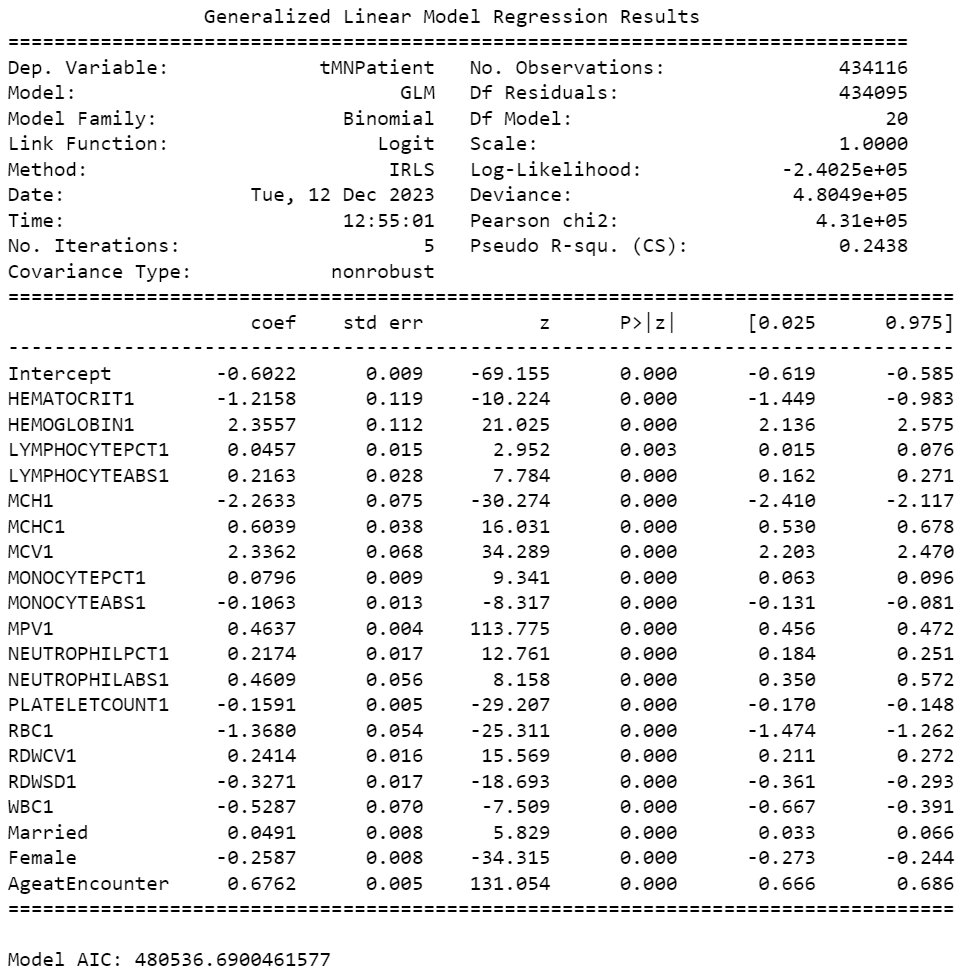 Generalized Linear Model Regression Results
==============================================================================
Dep. Variable: tMNPatient No. Observations: 434116
Model: GLM Df Residuals: 434095
Model Family: Binomial Df Model: 20
Link Function: Logit Scale: 1.0000
Method: IRLS Log-Likelihood: -2.4025e+05
Date: Tue, 12 Dec 2023 Deviance: 4.8049e+05
Time: 12:55:01 Pearson chi2: 4.31e+05
No. Iterations: 5 Pseudo R-squ. (CS): 0.2438
Covariance Type: nonrobust
==================================================================================
coef std err z P>|z| [0.025 0.975]
----------------------------------------------------------------------------------
Intercept -0.6022 0.009 -69.155 0.000 -0.619 -0.585
HEMATOCRIT1 -1.2158 0.119 -10.224 0.000 -1.449 -0.983
HEMOGLOBIN1 2.3557 0.112 21.025 0.000 2.136 2.575
LYMPHOCYTEPCT1 0.0457 0.015 2.952 0.003 0.015 0.076
LYMPHOCYTEABS1 0.2163 0.028 7.784 0.000 0.162 0.271
MCH1 -2.2633 0.075 -30.274 0.000 -2.410 -2.117
MCHC1 0.6039 0.038 16.031 0.000 0.530 0.678
MCV1 2.3362 0.068 34.289 0.000 2.203 2.470
MONOCYTEPCT1 0.0796 0.009 9.341 0.000 0.063 0.096
MONOCYTEABS1 -0.1063 0.013 -8.317 0.000 -0.131 -0.081
MPV1 0.4637 0.004 113.775 0.000 0.456 0.472
NEUTROPHILPCT1 0.2174 0.017 12.761 0.000 0.184 0.251
NEUTROPHILABS1 0.4609 0.056 8.158 0.000 0.350 0.572
PLATELETCOUNT1 -0.1591 0.005 -29.207 0.000 -0.170 -0.148
RBC1 -1.3680 0.054 -25.311 0.000 -1.474 -1.262
RDWCV1 0.2414 0.016 15.569 0.000 0.211 0.272
RDWSD1 -0.3271 0.017 -18.693 0.000 -0.361 -0.293
WBC1 -0.5287 0.070 -7.509 0.000 -0.667 -0.391
Married 0.0491 0.008 5.829 0.000 0.033 0.066
Female -0.2587 0.008 -34.315 0.000 -0.273 -0.244
AgeatEncounter 0.6762 0.005 131.054 0.000 0.666 0.686
==================================================================================
Model AIC: 480536.6900461577